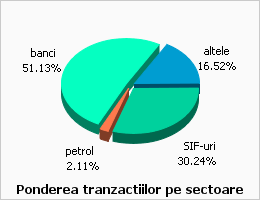 banci
51.13%
altele
16.52%
petrol
2.11%
SIF-uri
30.24%
Ponderea tranzactiilor pe sectoare